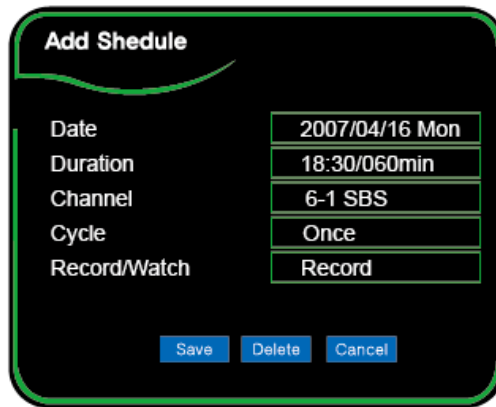 Add Shedule
Date 2007/04/16 Mon
Duration 18:30/060min
Channel 6-1 SBS
Cycle Once
Record/Watch Record
Save Delete Cancel